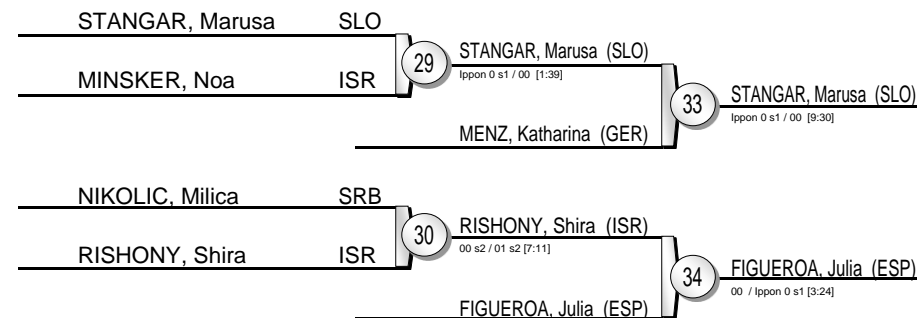 STANGAR, Marusa SLO
29
STANGAR, Marusa (SLO)
Ippon 0 s1 / 00 [1:39]
MINSKER, Noa ISR
33
STANGAR, Marusa (SLO)
Ippon 0 s1 / 00 [9:30]
MENZ, Katharina (GER)
NIKOLIC, Milica SRB
30
RISHONY, Shira (ISR)
00 s2 / 01 s2 [7:11]
RISHONY, Shira ISR
34
FIGUEROA, Julia (ESP)
00 / Ippon 0 s1 [3:24]
FIGUEROA, Julia (ESP)